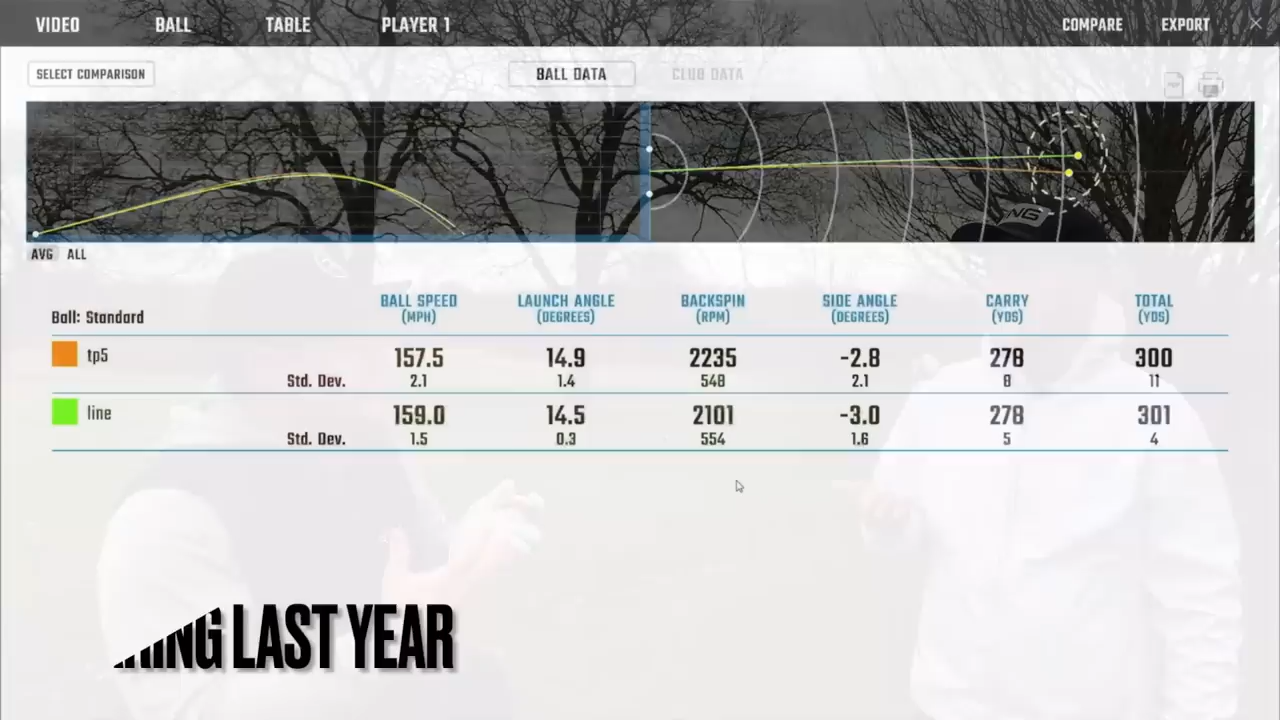 VIDEO BALL TABLE PLAYER 1 COMPARE EXPORT
SELECT COMPARISON BALL DATA CLUB DATA
NG
AVG ALL
Ball: Standard BALL SPEED (MPH) LAUNCH ANGLE (DEGREES) BACKSPIN (RPM) SIDE ANGLE (DEGREES) CARRY (YDS) TOTAL (YDS)
tp5 157.5 14.9 2235 -2.8 278 300
Std. Dev. 2.1 1.4 548 2.1 8 11
line 159.0 14.5 2101 -3.0 278 301
Std. Dev. 1.5 0.3 554 1.6 5 4
LAST YEAR